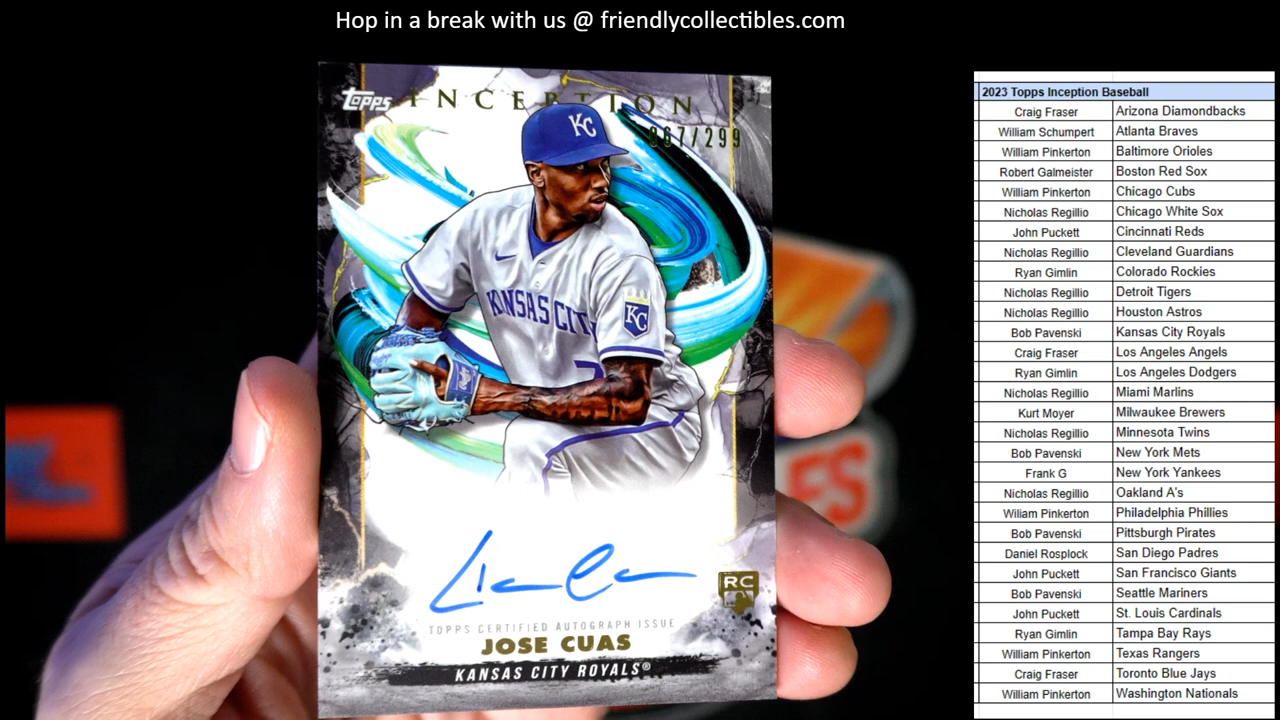 Hop in a break with us @ friendlycollectibles.com
topps INCEPTION
067/299
KC
KANSAS CITY
KC
7
TOPPS CERTIFIED AUTOGRAPH ISSUE
RC
JOSE CUAS
KANSAS CITY ROYALS®
ES
2023 Topps Inception Baseball
Craig Fraser Arizona Diamondbacks
William Schumpert Atlanta Braves
William Pinkerton Baltimore Orioles
Robert Galmeister Boston Red Sox
William Pinkerton Chicago Cubs
Nicholas Regillio Chicago White Sox
John Puckett Cincinnati Reds
Nicholas Regillio Cleveland Guardians
Ryan Gimlin Colorado Rockies
Nicholas Regillio Detroit Tigers
Nicholas Regillio Houston Astros
Bob Pavenski Kansas City Royals
Craig Fraser Los Angeles Angels
Ryan Gimlin Los Angeles Dodgers
Nicholas Regillio Miami Marlins
Kurt Moyer Milwaukee Brewers
Nicholas Regillio Minnesota Twins
Bob Pavenski New York Mets
Frank G New York Yankees
Nicholas Regillio Oakland A's
Wiliam Pinkerton Philadelphia Phillies
Bob Pavenski Pittsburgh Pirates
Daniel Rosplock San Diego Padres
John Puckett San Francisco Giants
Bob Pavenski Seattle Mariners
John Puckett St. Louis Cardinals
Ryan Gimlin Tampa Bay Rays
William Pinkerton Texas Rangers
Craig Fraser Toronto Blue Jays
William Pinkerton Washington Nationals